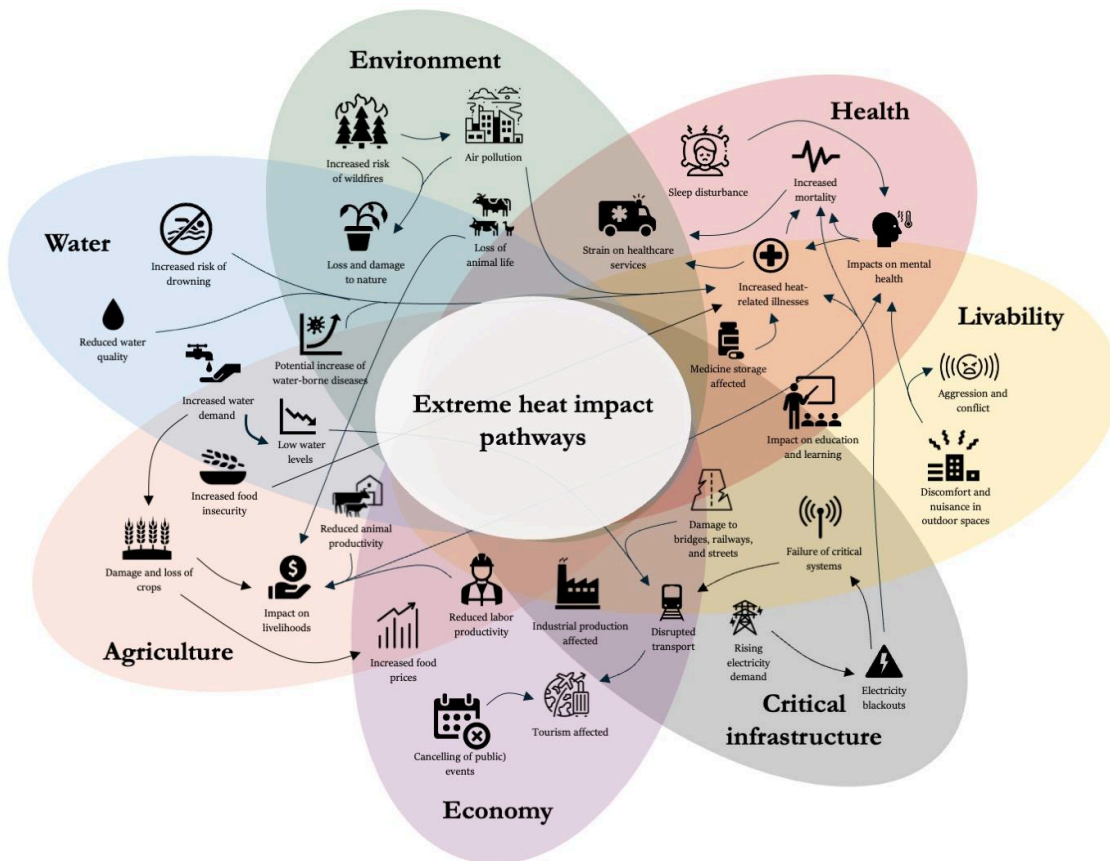 Environment
Increased risk
of wildfires
Air pollution
Loss and damage
to nature
Loss of
animal life
Health
Sleep disturbance
Increased
mortality
Strain on healthcare
services
Impacts on mental
health
Increased heat-
related illnesses
Medicine storage
affected
Water
Increased risk of
drowning
Reduced water
quality
Potential increase of
water-borne diseases
Increased water
demand
Low water
levels
Extreme heat impact
pathways
Livability
Aggression and
conflict
Impact on education
and learning
Discomfort and
nuisance in
outdoor spaces
Increased food
insecurity
Reduced animal
productivity
Damage and loss of
crops
Impact on
livelihoods
Agriculture
Damage to
bridges, railways,
and streets
Failure of critical
systems
Reduced labor
productivity
Industrial production
affected
Disrupted
transport
Rising
electricity
demand
Electricity
blackouts
Critical
infrastructure
Increased food
prices
Cancelling of public)
events
Tourism affected
Economy